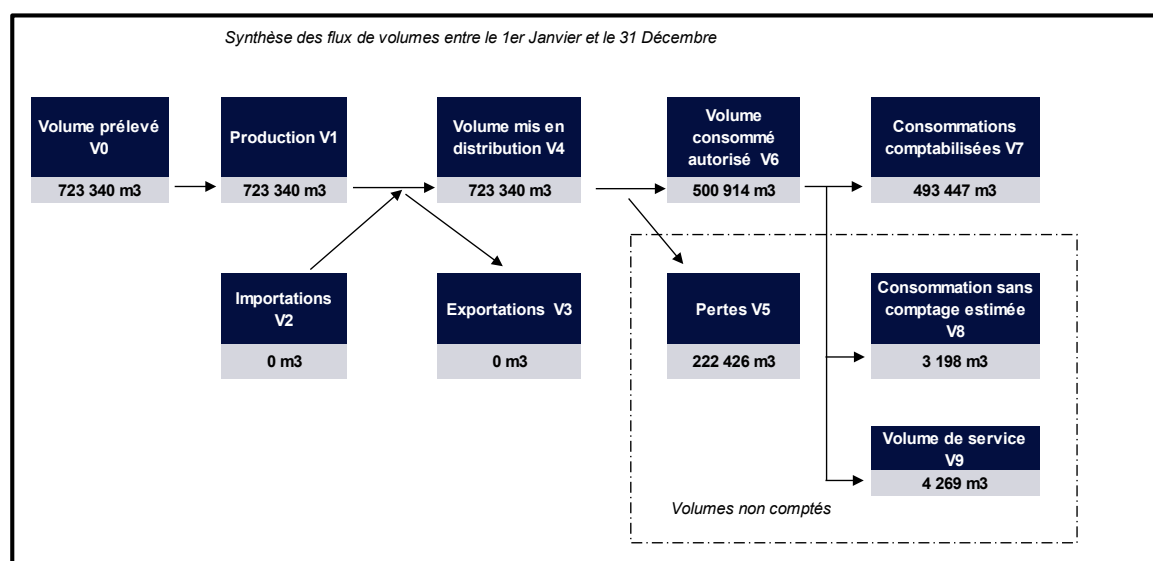 Synthèse des flux de volumes entre le 1er Janvier et le 31 Décembre
Volume prélevé
V0
723 340 m3
Production V1
723 340 m3
Volume mis en
distribution V4
723 340 m3
Volume
consommé
autorisé V6
500 914 m3
Consommations
comptabilisées V7
493 447 m3
Importations
V2
0 m3
Exportations V3
0 m3
Pertes V5
222 426 m3
Consommation sans
comptage estimée
V8
3 198 m3
Volume de service
V9
4 269 m3
Volumes non comptés